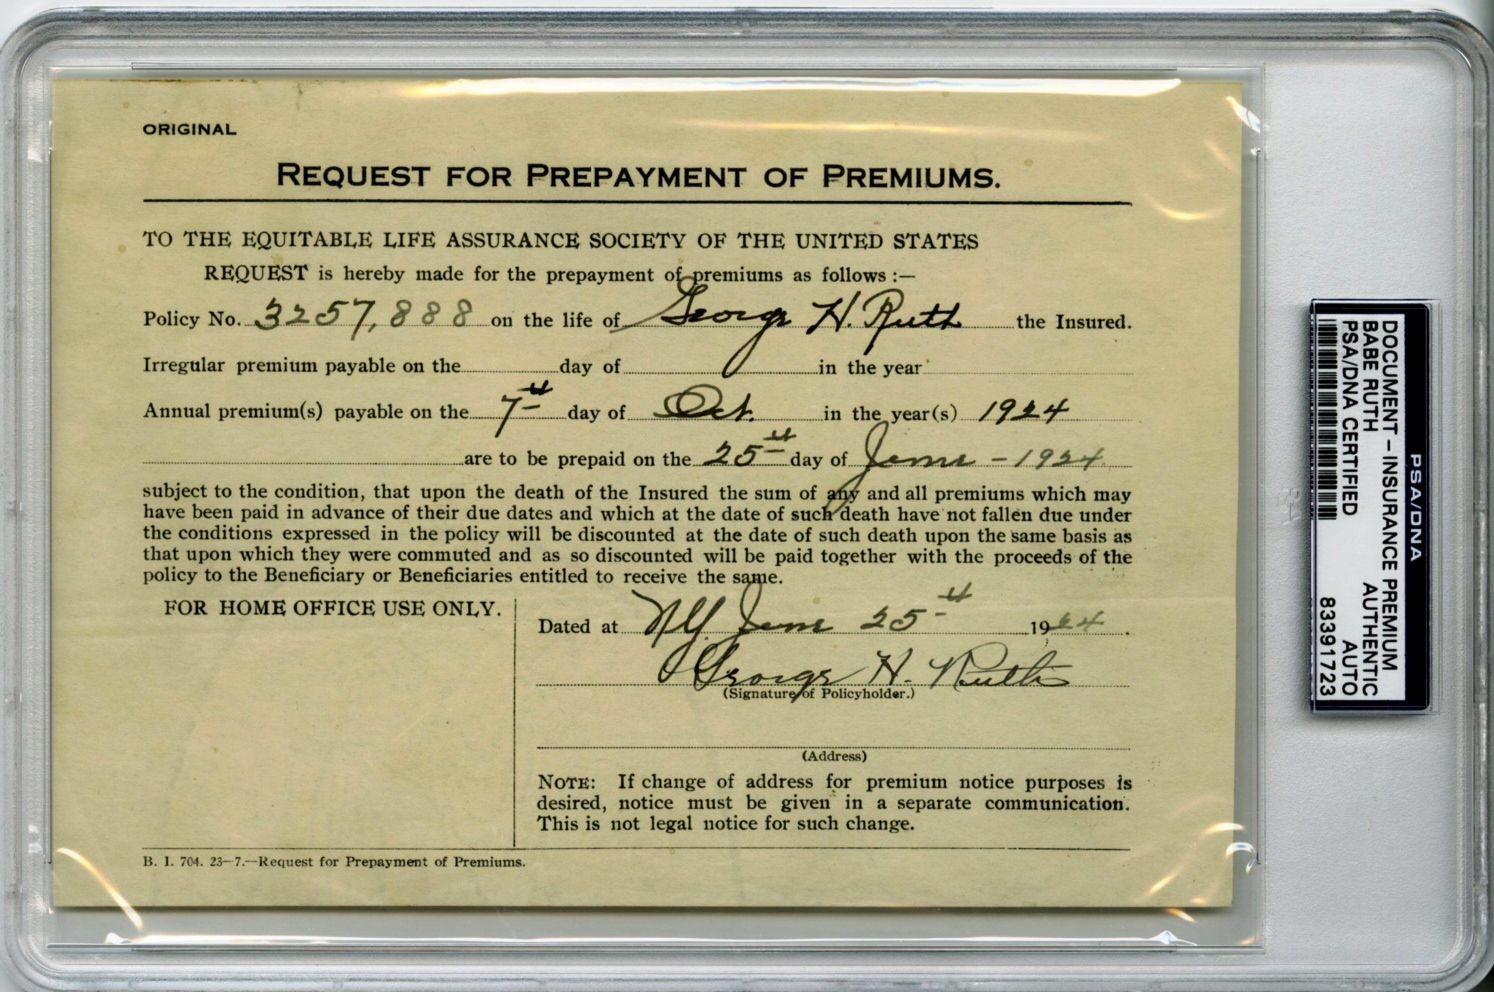 ORIGINAL
REQUEST FOR PREPAYMENT OF PREMIUMS.
TO THE EQUITABLE LIFE ASSURANCE SOCIETY OF THE UNITED STATES
REQUEST is hereby made for the prepayment of premiums as follows :—
Policy No. 3257,888 on the life of George H. Ruth the Insured.
Irregular premium payable on the day of in the year
Annual premium(s) payable on the 7th day of Oct. in the year(s) 1924
are to be prepaid on the 25th day of June - 1924
subject to the condition, that upon the death of the Insured the sum of any and all premiums which may
have been paid in advance of their due dates and which at the date of such death have not fallen due under
the conditions expressed in the policy will be discounted at the date of such death upon the same basis as
that upon which they were commuted and as so discounted will be paid together with the proceeds of the
policy to the Beneficiary or Beneficiaries entitled to receive the same.
FOR HOME OFFICE USE ONLY.
Dated at NY June 25th 1924.
George H. Ruth
(Signature of Policyholder.)
(Address)
NOTE: If change of address for premium notice purposes is
desired, notice must be given in a separate communication.
This is not legal notice for such change.
B. I. 704. 23—7.—Request for Prepayment of Premiums.
PSA/DNA
DOCUMENT – INSURANCE PREMIUM
BABE RUTH AUTHENTIC
PSA/DNA CERTIFIED AUTO
83391723